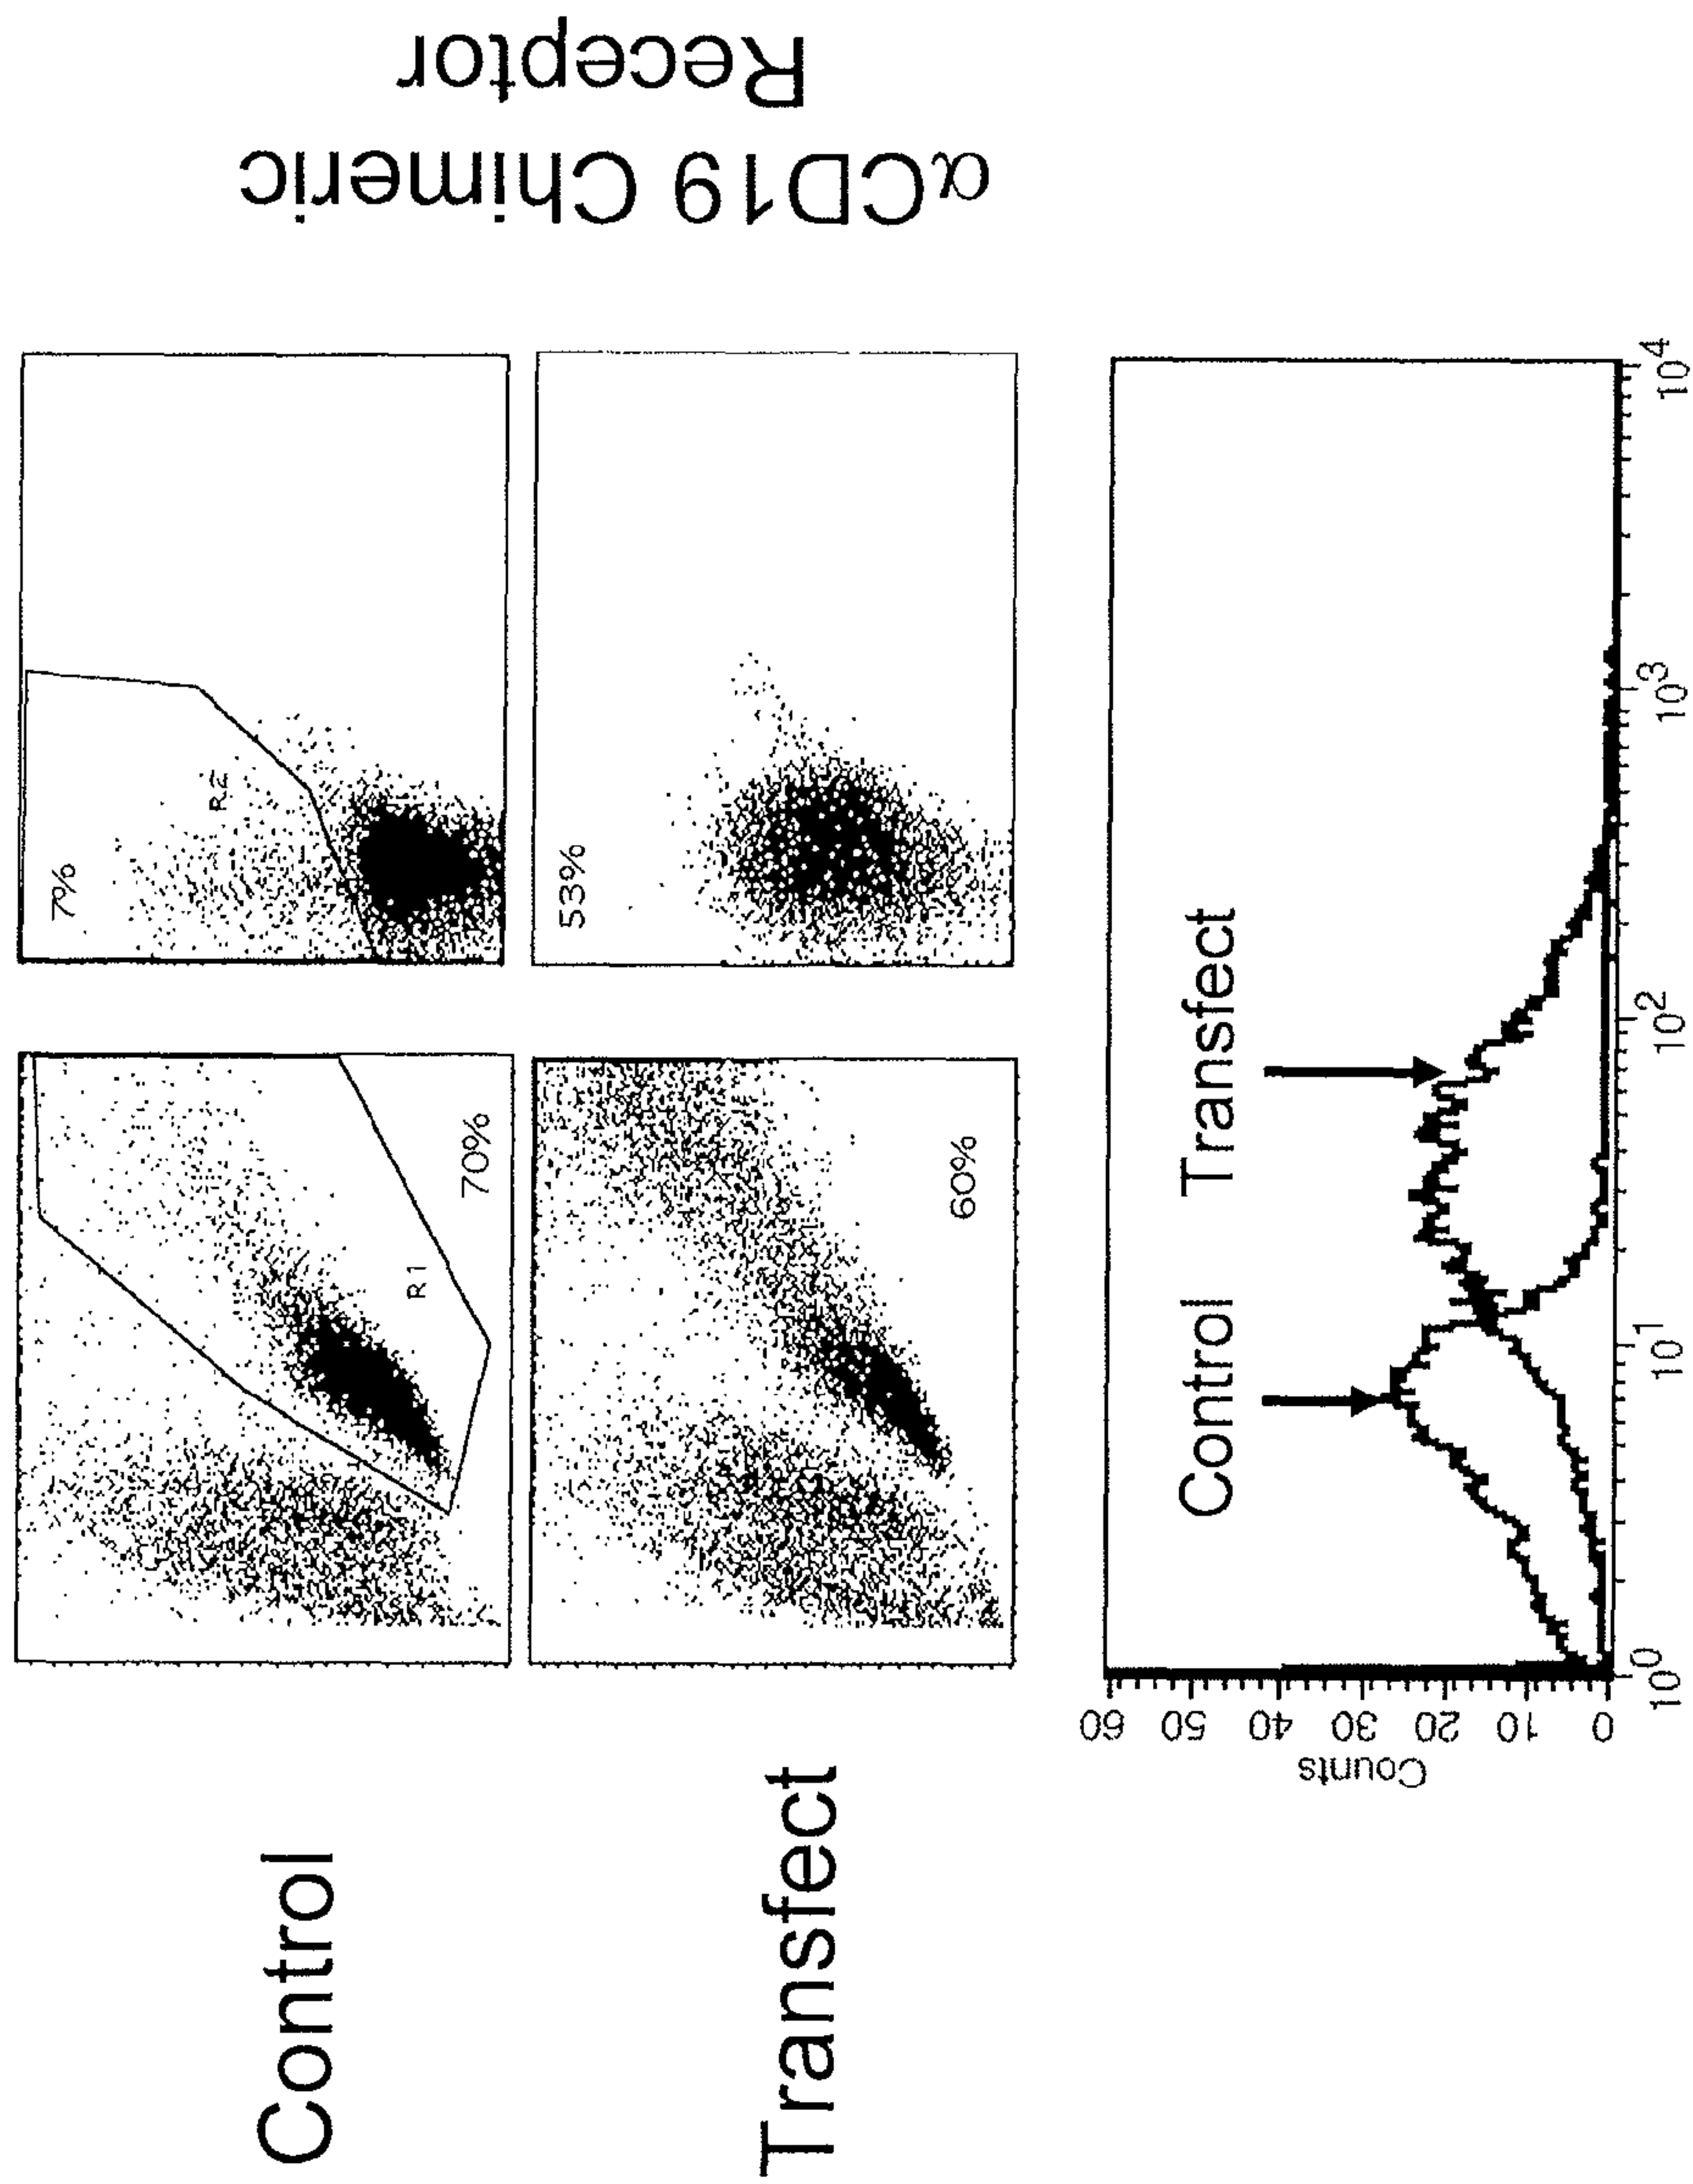 αCD19 Chimeric
Receptor
Control
70%
R1
7%
R2
Transfect
60%
53%
Control
Transfect
Counts
60
50
40
30
20
10
0
10^0
10^1
10^2
10^3
10^4